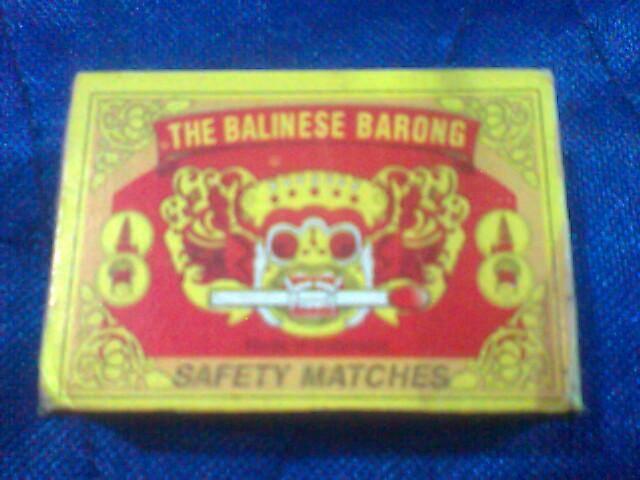 THE BALINESE BARONG
SAFETY MATCHES